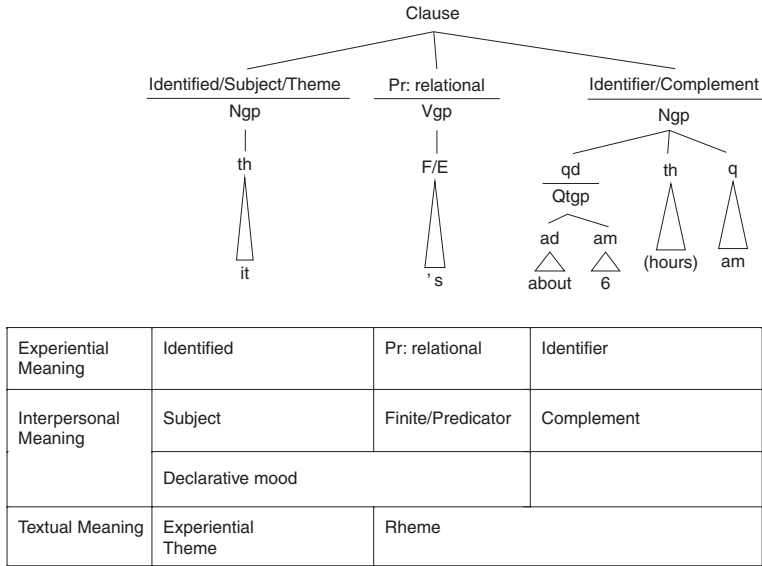 Clause
Identified/Subject/Theme Pr: relational Identifier/Complement
Ngp Vgp Ngp
th F/E qd th q
Qtgp
ad am
it ’s about 6 (hours) am
Experiential Meaning Identified Pr: relational Identifier
Interpersonal Meaning Subject Finite/Predicator Complement
Declarative mood
Textual Meaning Experiential Theme Rheme